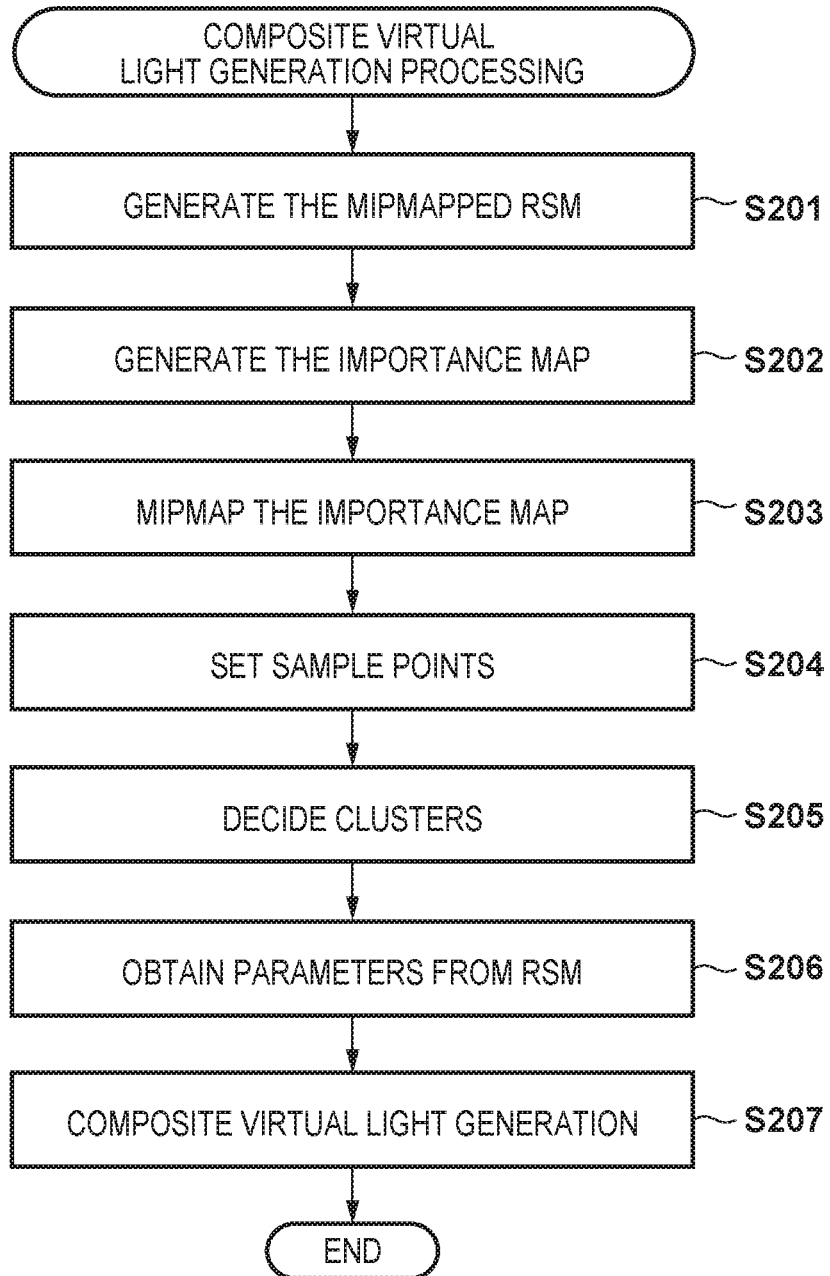 COMPOSITE VIRTUAL
LIGHT GENERATION PROCESSING
GENERATE THE MIPMAPPED RSM
S201
GENERATE THE IMPORTANCE MAP
S202
MIPMAP THE IMPORTANCE MAP
S203
SET SAMPLE POINTS
S204
DECIDE CLUSTERS
S205
OBTAIN PARAMETERS FROM RSM
S206
COMPOSITE VIRTUAL LIGHT GENERATION
S207
END